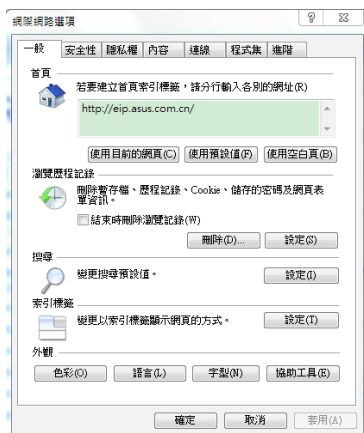 網際網路選項
一般 安全性 隱私權 內容 連線 程式集 進階
首頁
若要建立首頁索引標籤，請分行輸入各別的網址(R)
http://eip.asus.com.cn/
使用目前的網頁(C) 使用預設值(F) 使用空白頁(B)
瀏覽歷程記錄
刪除暫存檔、歷程記錄、Cookie、儲存的密碼及網頁表
單資訊。
結束時刪除瀏覽記錄(W)
刪除(D)... 設定(S)
搜尋
變更搜尋預設值。
設定(I)
索引標籤
變更以索引標籤顯示網頁的方式。
設定(T)
外觀
色彩(O) 語言(L) 字型(N) 協助工具(E)
確定 取消 套用(A)